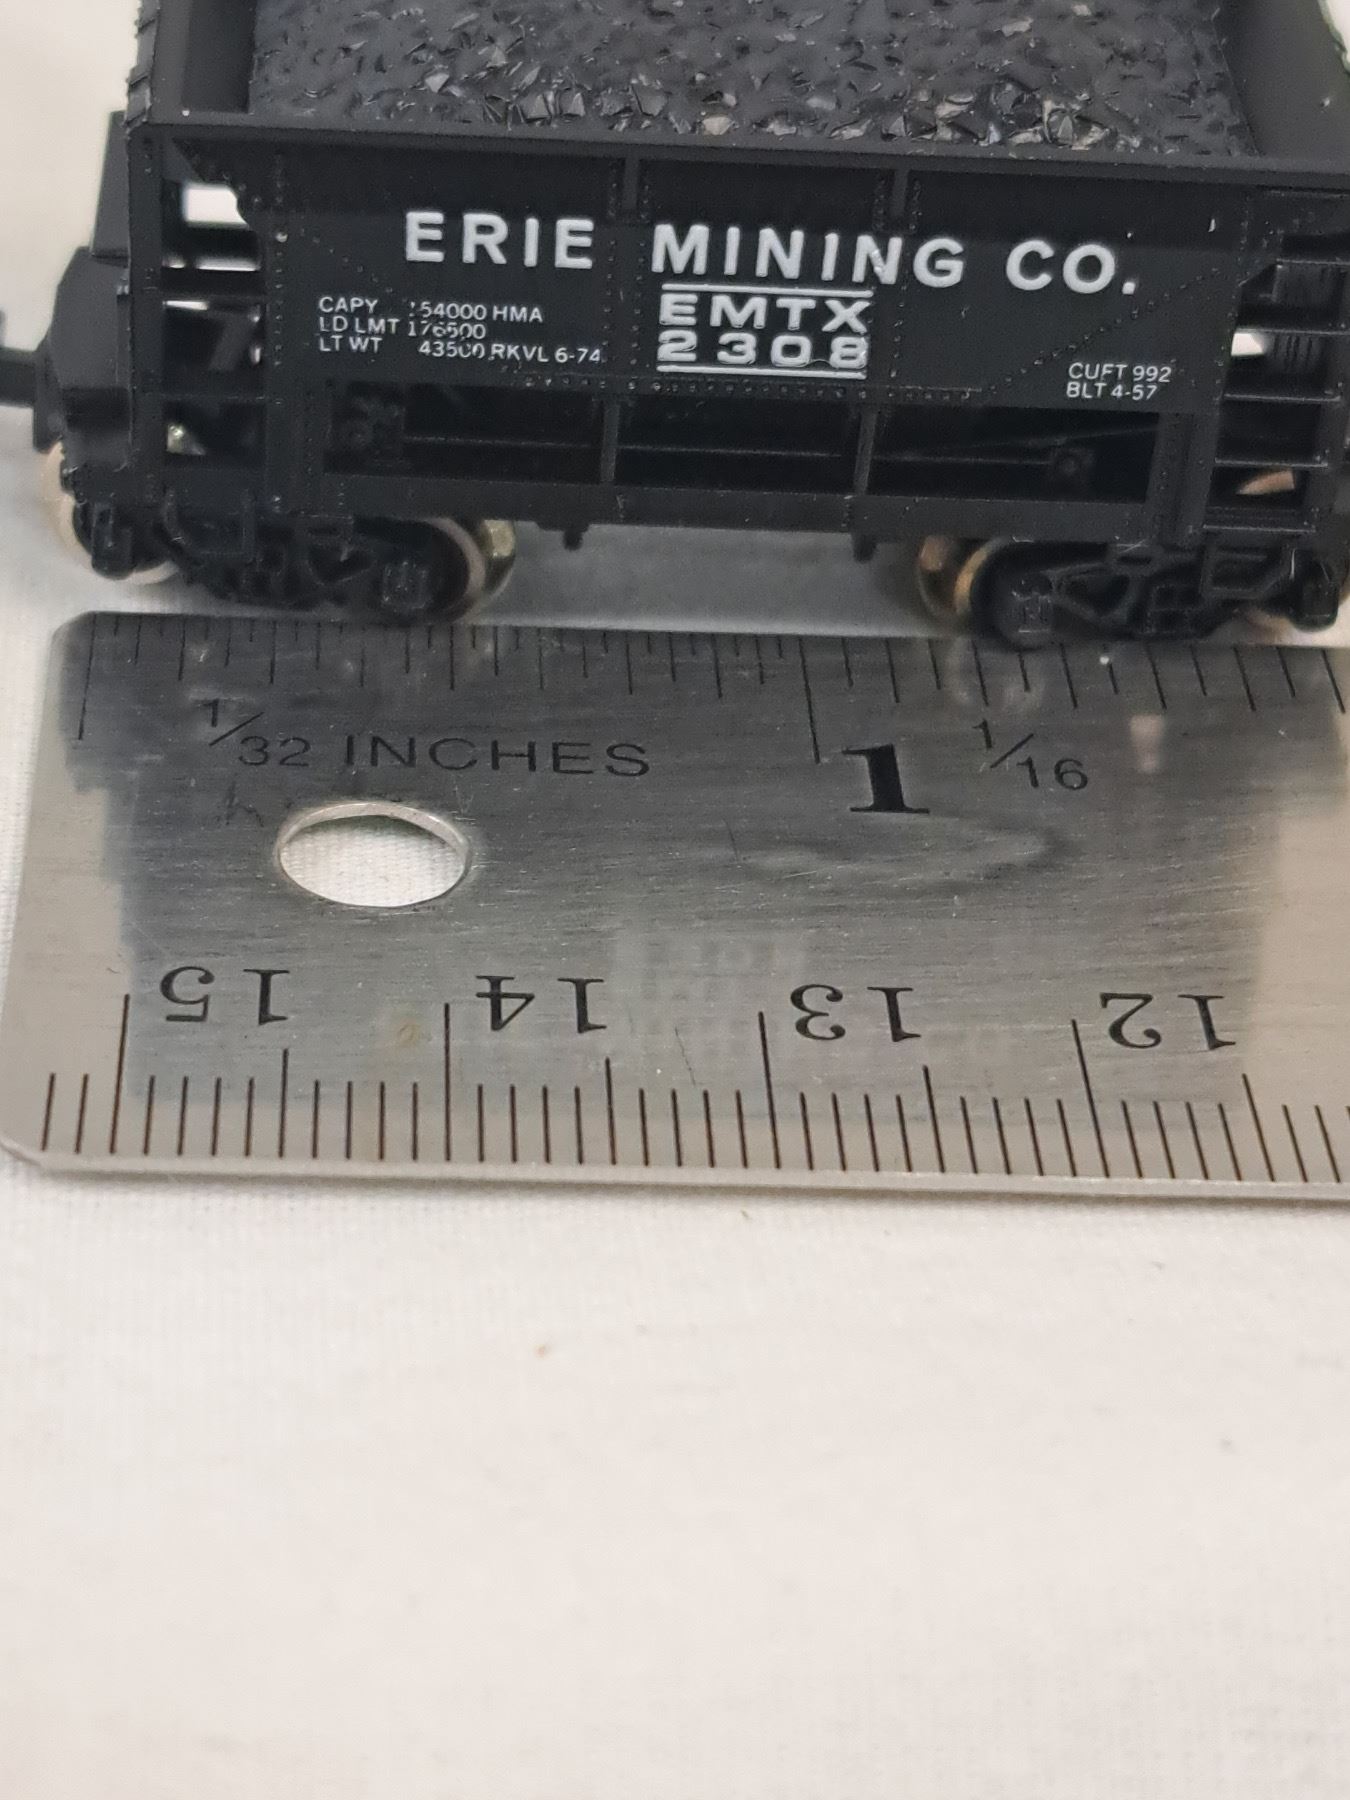 ERIE MINING CO.
EMTX
2308
CAPY 154000 HMA
LD LMT 176500
LT WT 43500 RKVL 6-74
CUFT 992
BLT 4-57
1/32 INCHES
1
1/16
15 14 13 12